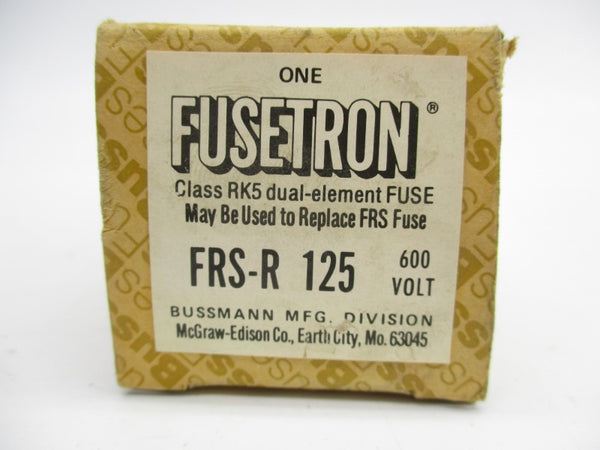 ONE
FUSETRON®
Class RK5 dual-element FUSE
May Be Used to Replace FRS Fuse
FRS-R 125 600 VOLT
BUSSMANN MFG. DIVISION
McGraw-Edison Co., Earth City, Mo. 63045